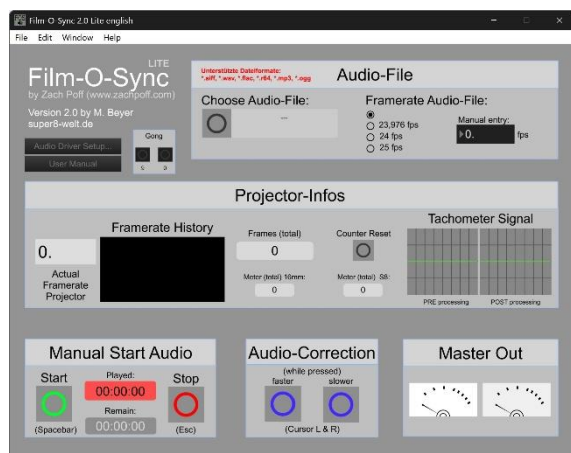 Film-O-Sync 2.0 Lite english
File Edit Window Help
LITE
Film-O-Sync
by Zach Poff (www.zachpoff.com)
Version 2.0 by M. Beyer
super8-welt.de
Audio Driver Setup...
User Manual
Gong
Unterstützte Dateiformate:
*.aiff, *.wav, *.flac, *.r64, *.mp3, *.ogg
Audio-File
Choose Audio-File:
--
Framerate Audio-File:
23,976 fps
24 fps
25 fps
Manual entry:
0. fps
Projector-Infos
0.
Actual
Framerate
Projector
Framerate History
Frames (total)
0
Counter Reset
Meter (total) 16mm:
0
Meter (total) S8:
0
Tachometer Signal
PRE processing
POST processing
Manual Start Audio
Start
(Spacebar)
Played:
00:00:00
Remain:
00:00:00
Stop
(Esc)
Audio-Correction
(while pressed)
faster slower
(Cursor L & R)
Master Out